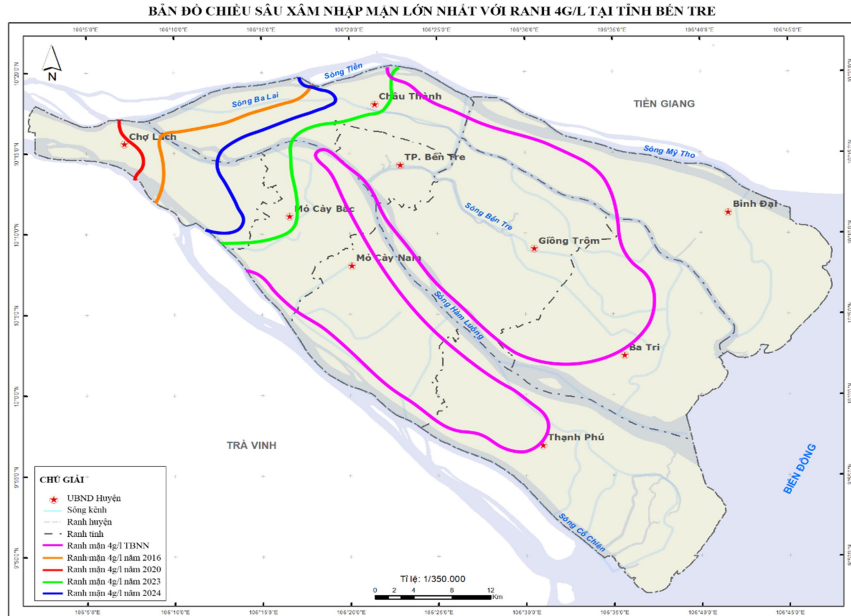 BẢN ĐỒ CHIỀU SÂU XÂM NHẬP MẶN LỚN NHẤT VỚI RANH 4G/L TẠI TỈNH BẾN TRE
N
Sông Tiền
Sông Ba Lai
Châu Thành
TIỀN GIANG
Chợ Lách
Sông Mỹ Tho
TP. Bến Tre
Mỏ Cày Bắc
Sông Bến Tre
Bình Đại
Giồng Trôm
Mỏ Cày Nam
Sông Hàm Luông
Ba Tri
TRÀ VINH
Thạnh Phú
BIỂN ĐÔNG
Sông Cổ Chiên
CHÚ GIẢI
UBND Huyện
Sông kênh
Ranh huyện
Ranh tỉnh
Ranh mặn 4g/l TBNN
Ranh mặn 4g/l năm 2016
Ranh mặn 4g/l năm 2020
Ranh mặn 4g/l năm 2023
Ranh mặn 4g/l năm 2024
Tỉ lệ: 1/350.000
0 2 4 8 12
Km